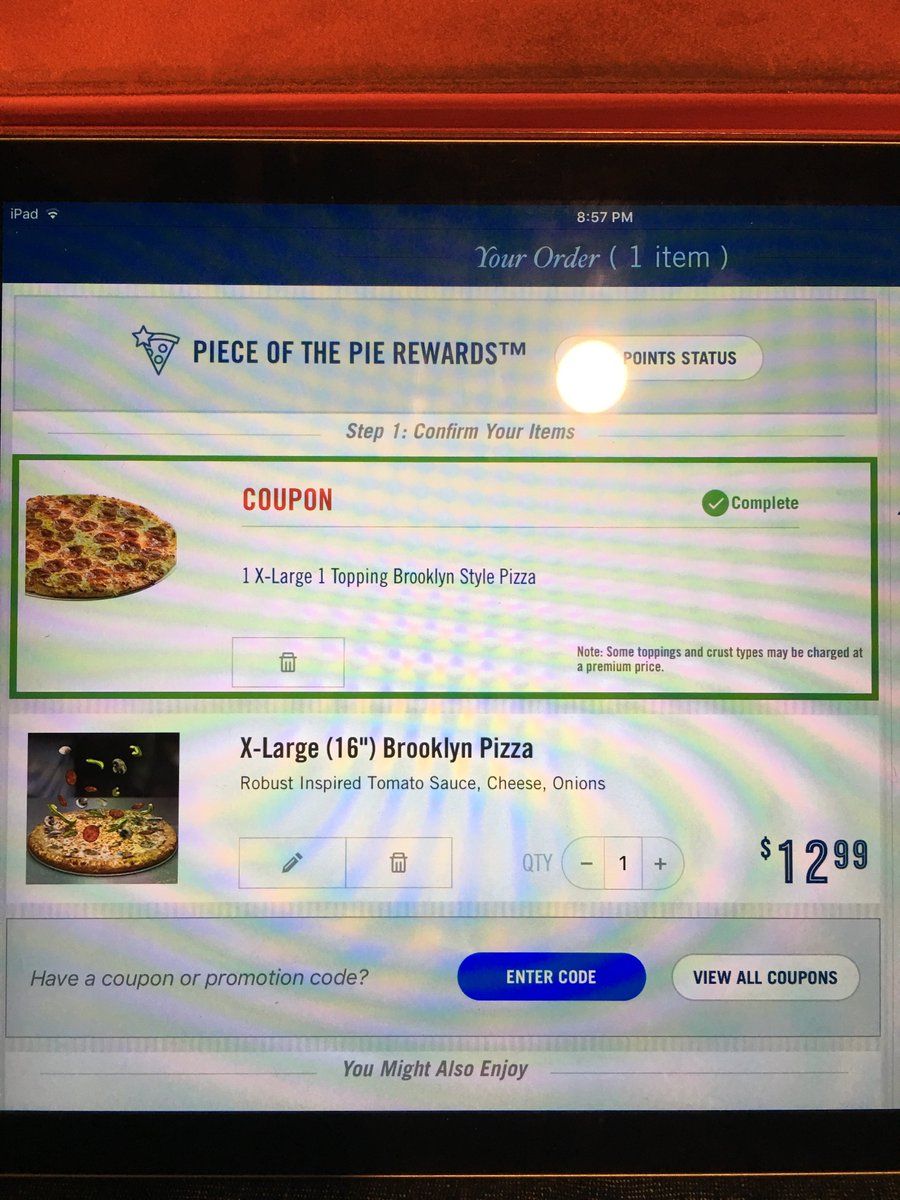 iPad
8:57 PM
Your Order ( 1 item )
PIECE OF THE PIE REWARDS™
POINTS STATUS
Step 1: Confirm Your Items
COUPON
Complete
1 X-Large 1 Topping Brooklyn Style Pizza
Note: Some toppings and crust types may be charged at
a premium price.
X-Large (16") Brooklyn Pizza
Robust Inspired Tomato Sauce, Cheese, Onions
QTY − 1 +
$1299
Have a coupon or promotion code?
ENTER CODE
VIEW ALL COUPONS
You Might Also Enjoy